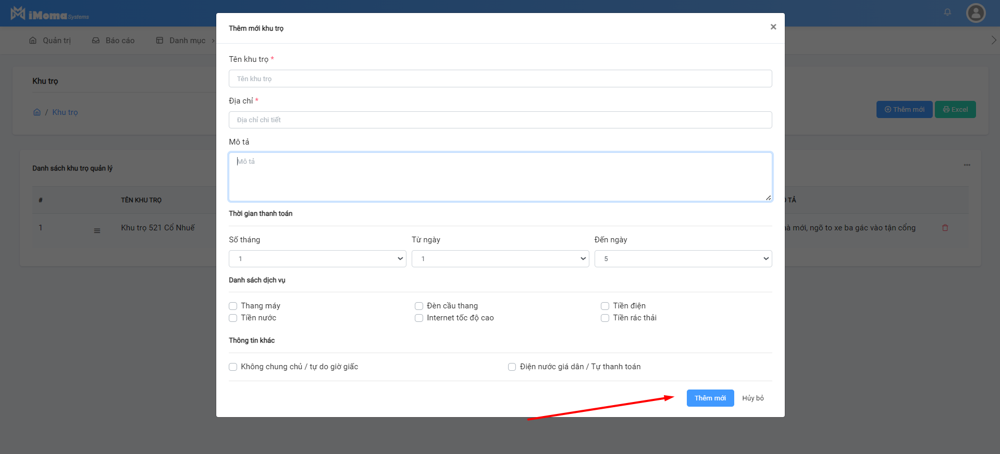 iMoma Systems
Quản trị
Báo cáo
Danh mục
Khu trọ
/ Khu trọ
Thêm mới
Excel
Danh sách khu trọ quản lý
#
TÊN KHU TRỌ
TẢ
1
Khu trọ 521 Cổ Nhuế
mới, ngõ to xe ba gác vào tận cổng
Thêm mới khu trọ
×
Tên khu trọ *
Tên khu trọ
Địa chỉ *
Địa chỉ chi tiết
Mô tả
Mô tả
Thời gian thanh toán
Số tháng
Từ ngày
Đến ngày
1
1
5
Danh sách dịch vụ
Thang máy
Đèn cầu thang
Tiền điện
Tiền nước
Internet tốc độ cao
Tiền rác thải
Thông tin khác
Không chung chủ / tự do giờ giấc
Điện nước giá dân / Tự thanh toán
Thêm mới
Hủy bỏ